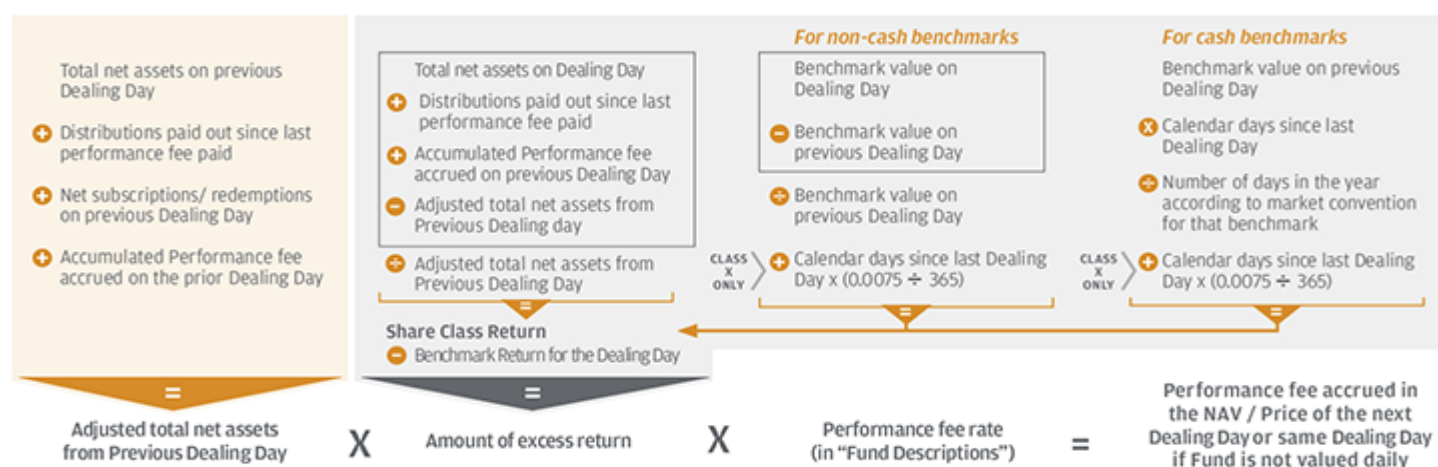 Total net assets on previous
Dealing Day
+ Distributions paid out since last
performance fee paid
+ Net subscriptions/ redemptions
on previous Dealing Day
+ Accumulated Performance fee
accrued on the prior Dealing Day
=
Adjusted total net assets
from Previous Dealing Day
X
Total net assets on Dealing Day
+ Distributions paid out since last
performance fee paid
+ Accumulated Performance fee
accrued on previous Dealing Day
− Adjusted total net assets from
Previous Dealing day
÷ Adjusted total net assets from
Previous Dealing Day
=
Share Class Return
− Benchmark Return for the Dealing Day
=
Amount of excess return
X
For non-cash benchmarks
Benchmark value on
Dealing Day
− Benchmark value on
previous Dealing Day
÷ Benchmark value on
previous Dealing Day
CLASS
X
ONLY
+ Calendar days since last Dealing
Day x (0.0075 ÷ 365)
=
For cash benchmarks
Benchmark value on previous
Dealing Day
x Calendar days since last
Dealing Day
÷ Number of days in the year
according to market convention
for that benchmark
CLASS
X
ONLY
+ Calendar days since last Dealing
Day x (0.0075 ÷ 365)
=
Performance fee rate
(in “Fund Descriptions”)
=
Performance fee accrued in
the NAV / Price of the next
Dealing Day or same Dealing Day
if Fund is not valued daily